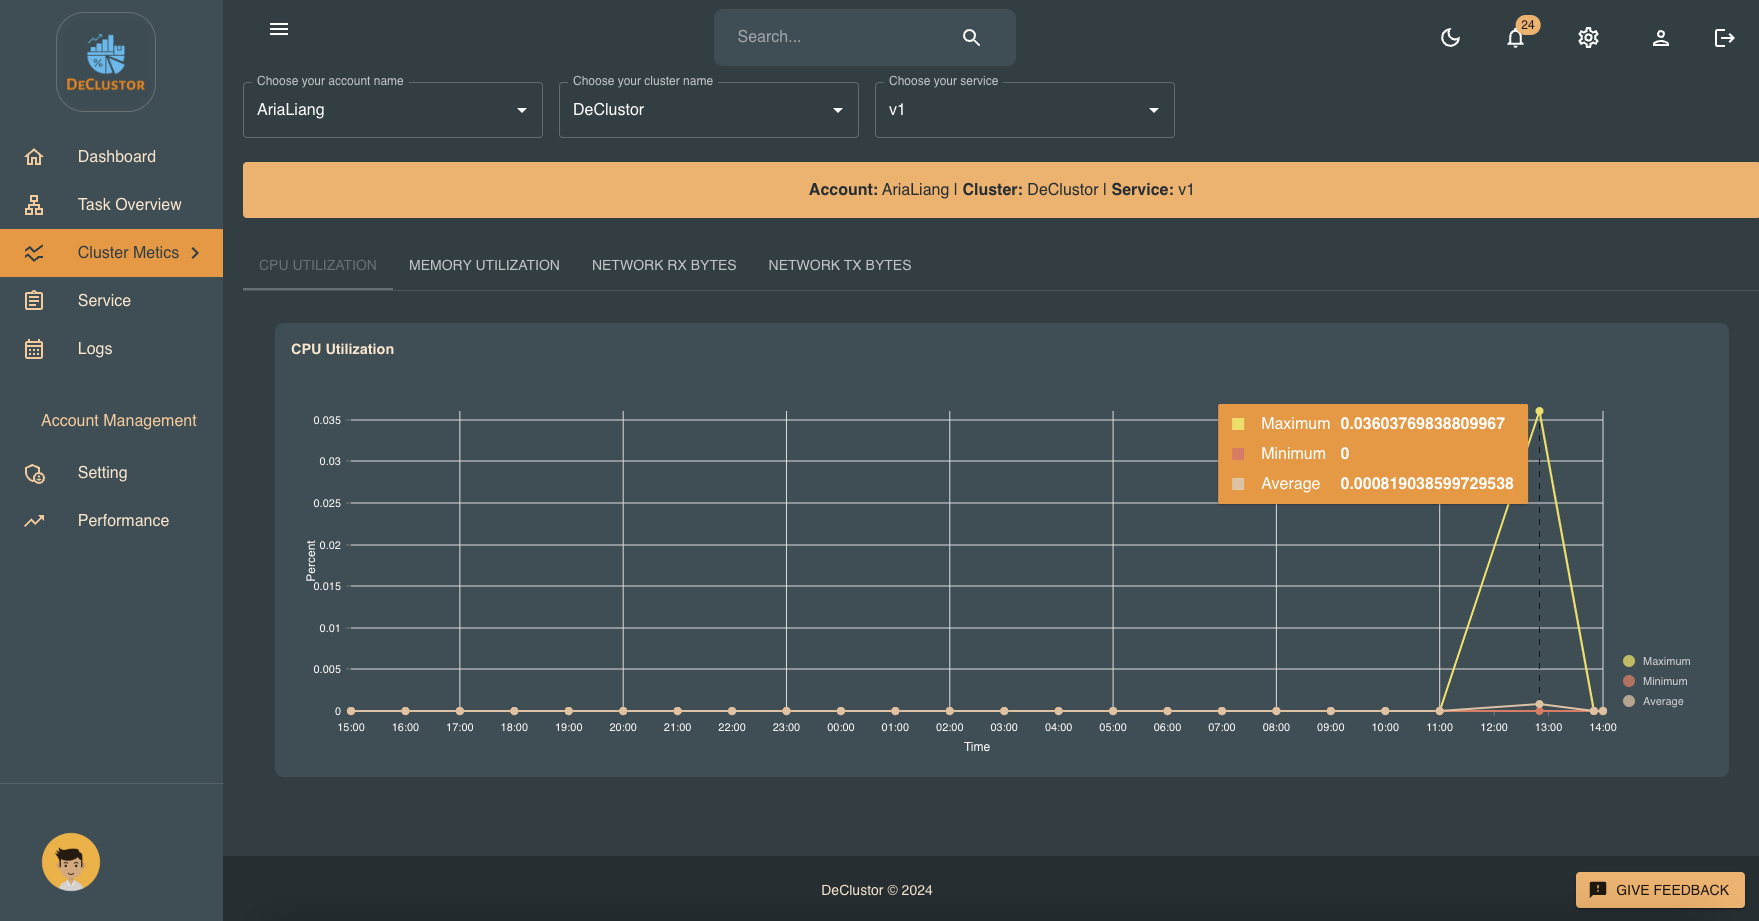 DECLUSTOR
Dashboard
Task Overview
Cluster Metics
Service
Logs
Account Management
Setting
Performance
Search...
24
Choose your account name
AriaLiang
Choose your cluster name
DeClustor
Choose your service
v1
Account: AriaLiang | Cluster: DeClustor | Service: v1
CPU UTILIZATION
MEMORY UTILIZATION
NETWORK RX BYTES
NETWORK TX BYTES
CPU Utilization
Maximum 0.03603769838809967
Minimum 0
Average 0.000819038599729538
Percent
0.035
0.03
0.025
0.02
0.015
0.01
0.005
0
15:00 16:00 17:00 18:00 19:00 20:00 21:00 22:00 23:00 00:00 01:00 02:00 03:00 04:00 05:00 06:00 07:00 08:00 09:00 10:00 11:00 12:00 13:00 14:00
Time
Maximum
Minimum
Average
DeClustor © 2024
GIVE FEEDBACK